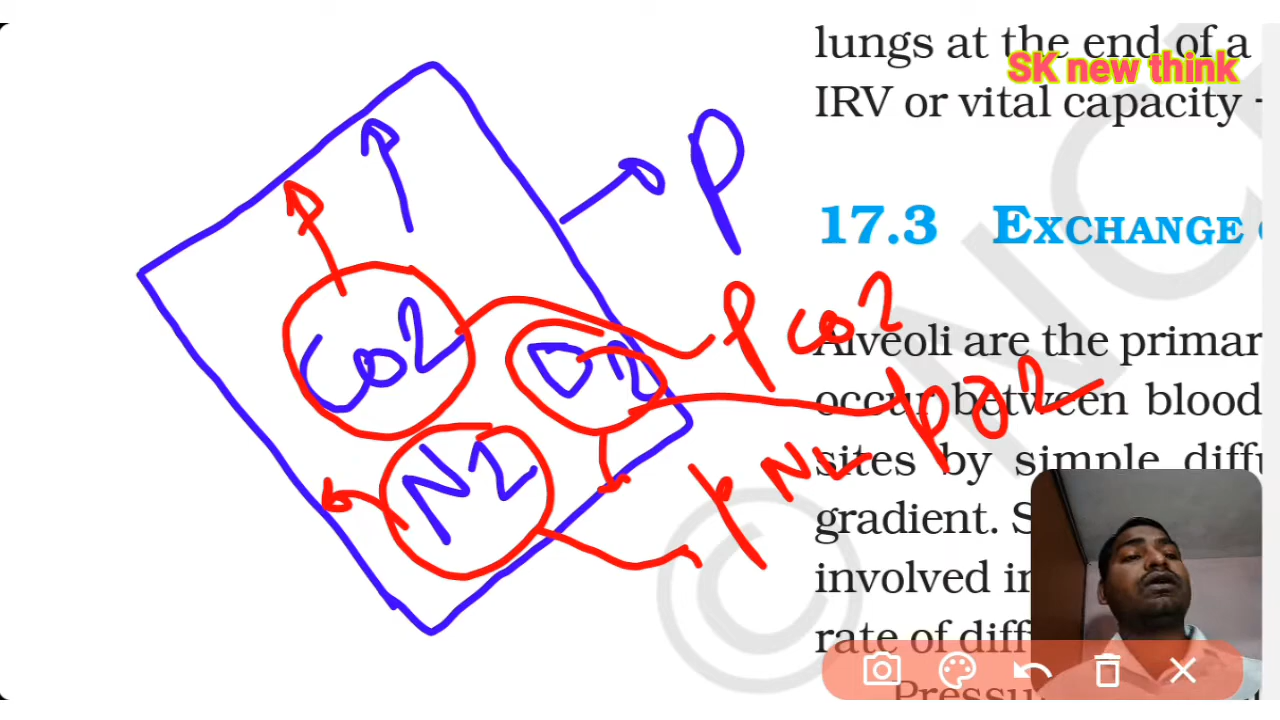 lungs at the end of a
SK new think
IRV or vital capacity
17.3 EXCHANGE
P
CO2
O2
N2
PCO2
PO2
PN2
Alveoli are the primar
occur between blood
sites by simple diffu
gradient. S
involved in
rate of diff
Pressu
©